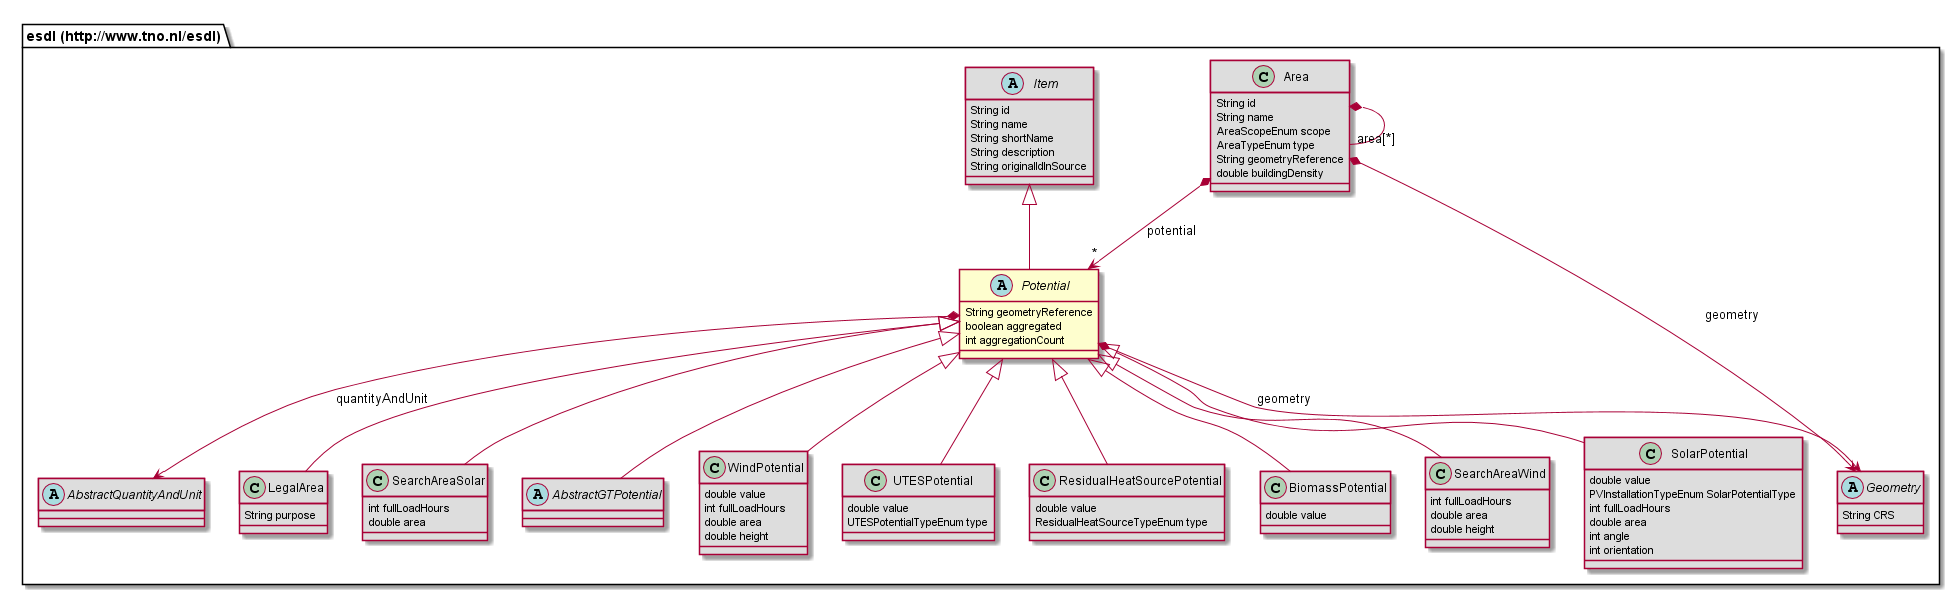 esdl (http://www.tno.nl/esdl)
A Item
String id
String name
String shortName
String description
String originalIdInSource
C Area
String id
String name
AreaScopeEnum scope
AreaTypeEnum type
String geometryReference
double buildingDensity
area[*]
potential
*
geometry
A Potential
String geometryReference
boolean aggregated
int aggregationCount
quantityAndUnit
geometry
A AbstractQuantityAndUnit
C LegalArea
String purpose
C SearchAreaSolar
int fullLoadHours
double area
A AbstractGTPotential
C WindPotential
double value
int fullLoadHours
double area
double height
C UTESPotential
double value
UTESPotentialTypeEnum type
C ResidualHeatSourcePotential
double value
ResidualHeatSourceTypeEnum type
C BiomassPotential
double value
C SearchAreaWind
int fullLoadHours
double area
double height
C SolarPotential
double value
PVInstallationTypeEnum SolarPotentialType
int fullLoadHours
double area
int angle
int orientation
A Geometry
String CRS